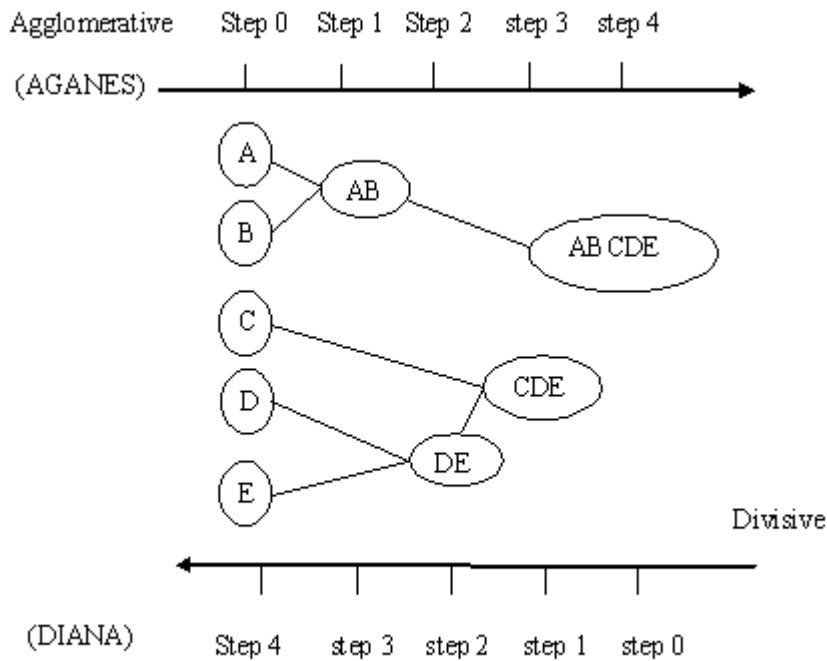 Agglomerative Step 0 Step 1 Step 2 step 3 step 4
(AGANES)
A
AB
B
AB CDE
C
CDE
D
DE
E
Divisive
(DIANA) Step 4 step 3 step 2 step 1 step 0